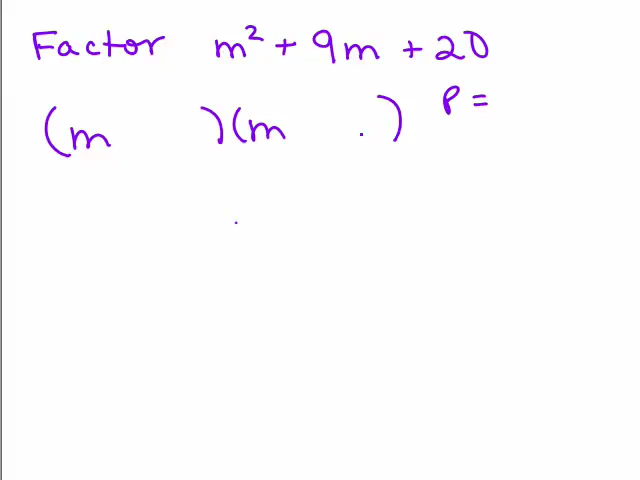 Factor m² + 9m + 20
(m )(m . ) P =